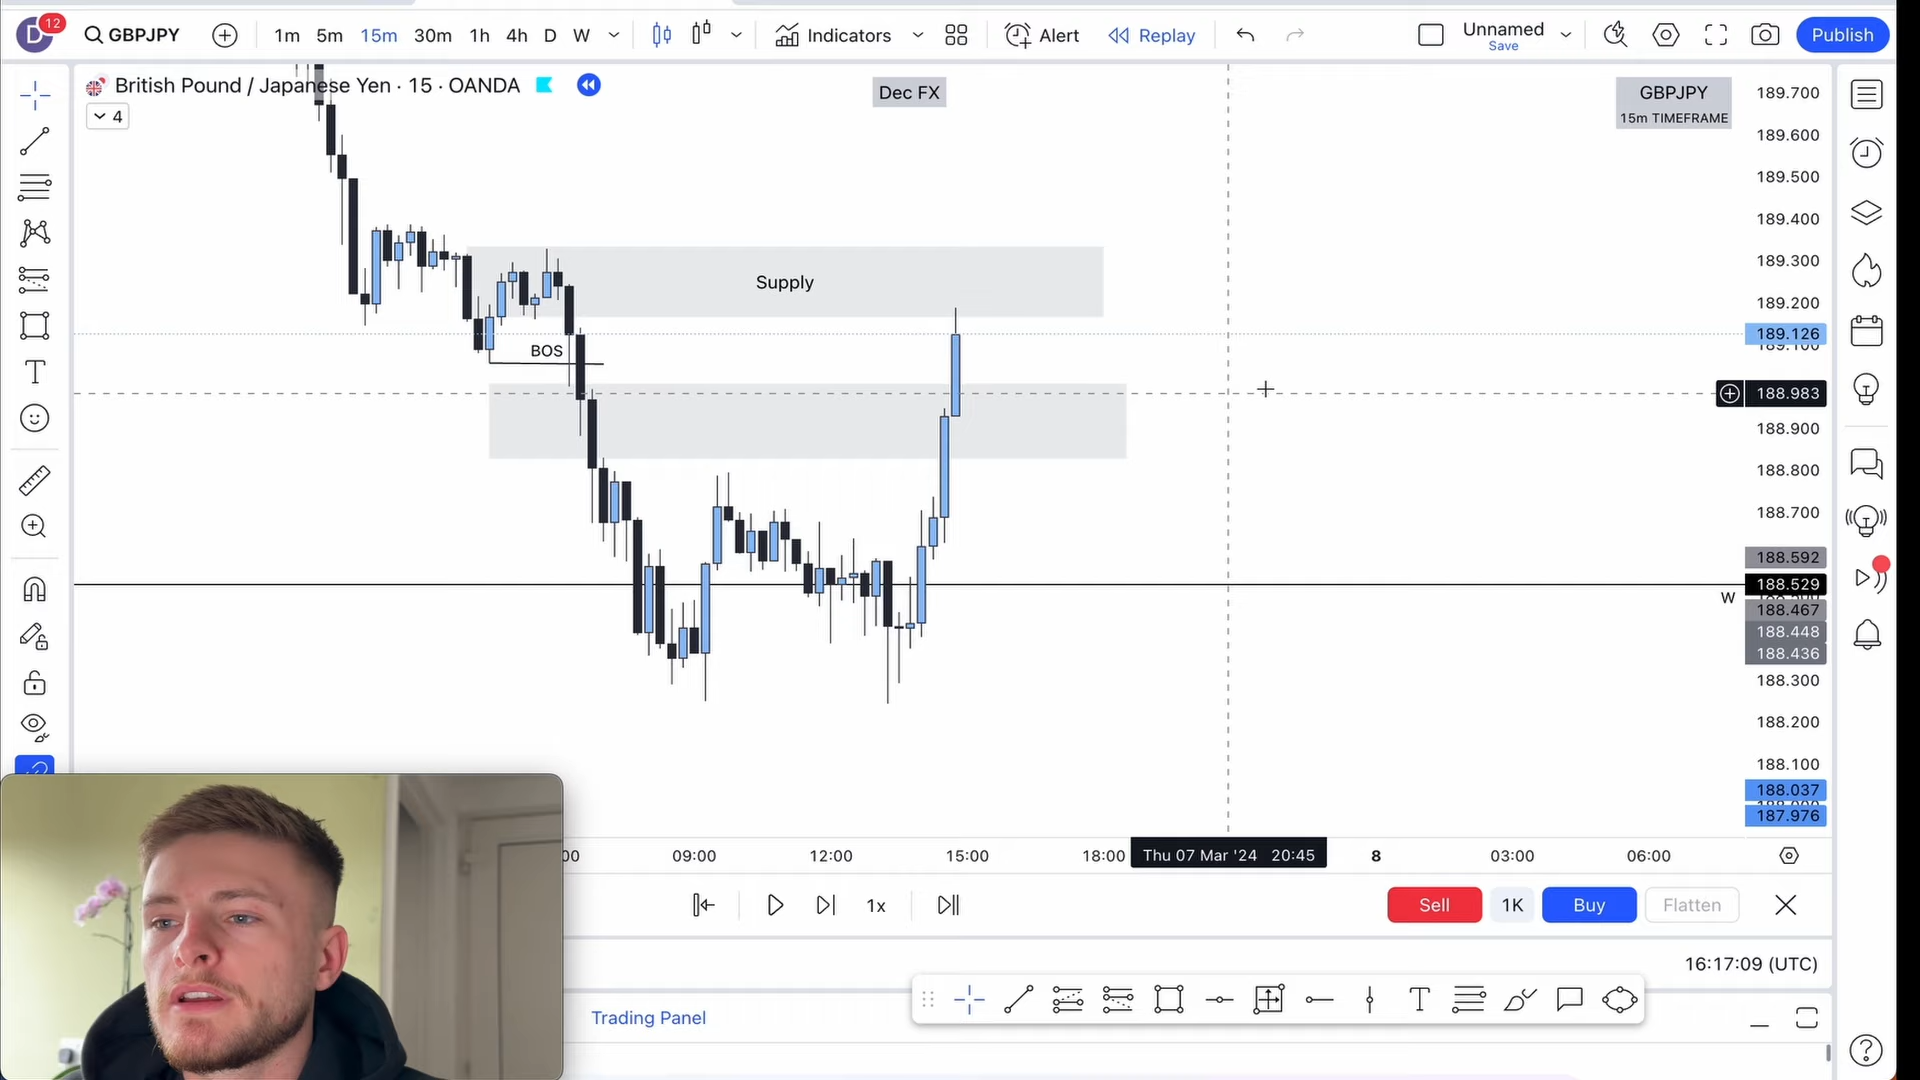 D 12 GBPJPY 1m 5m 15m 30m 1h 4h D W Indicators Alert Replay Unnamed Save Publish
British Pound / Japanese Yen · 15 · OANDA
4
Dec FX
GBPJPY
15m TIMEFRAME
Supply
BOS
189.700
189.600
189.500
189.400
189.300
189.200
189.126
189.100
188.983
188.900
188.800
188.700
188.592
188.529
W
188.467
188.448
188.436
188.300
188.200
188.100
188.037
187.976
:00 09:00 12:00 15:00 18:00 Thu 07 Mar '24 20:45 8 03:00 06:00
1x Sell 1K Buy Flatten
16:17:09 (UTC)
Trading Panel